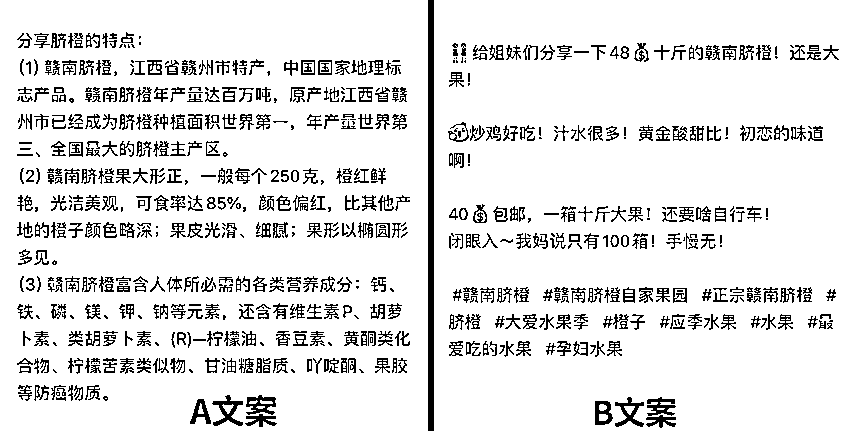 分享脐橙的特点：
(1) 赣南脐橙，江西省赣州市特产，中国国家地理标
志产品。赣南脐橙年产量达百万吨，原产地江西省赣
州市已经成为脐橙种植面积世界第一，年产量世界第
三、全国最大的脐橙主产区。
(2) 赣南脐橙果大形正，一般每个250克，橙红鲜
艳，光洁美观，可食率达85%，颜色偏红，比其他产
地的橙子颜色略深；果皮光滑、细腻；果形以椭圆形
多见。
(3) 赣南脐橙富含人体所必需的各类营养成分：钙、
铁、磷、镁、钾、钠等元素，还含有维生素P、胡萝
卜素、类胡萝卜素、(R)—柠檬油、香豆素、黄酮类化
合物、柠檬苦素类似物、甘油糖脂质、吖啶酮、果胶
等防癌物质。
A文案
👭给姐妹们分享一下48💰十斤的赣南脐橙！还是大
果！
炒鸡好吃！汁水很多！黄金酸甜比！初恋的味道
啊！
40💰包邮，一箱十斤大果！还要啥自行车！
闭眼入～我妈说只有100箱！手慢无！
#赣南脐橙 #赣南脐橙自家果园 #正宗赣南脐橙 #
脐橙 #大爱水果季 #橙子 #应季水果 #水果 #最
爱吃的水果 #孕妇水果
B文案